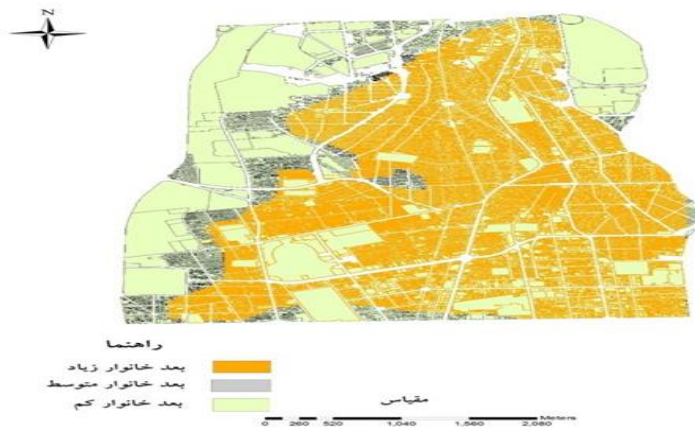 N
راهنما
بعد خانوار زیاد
بعد خانوار متوسط
بعد خانوار کم
مقیاس
Meters
0 260 520 1,040 1,560 2,080